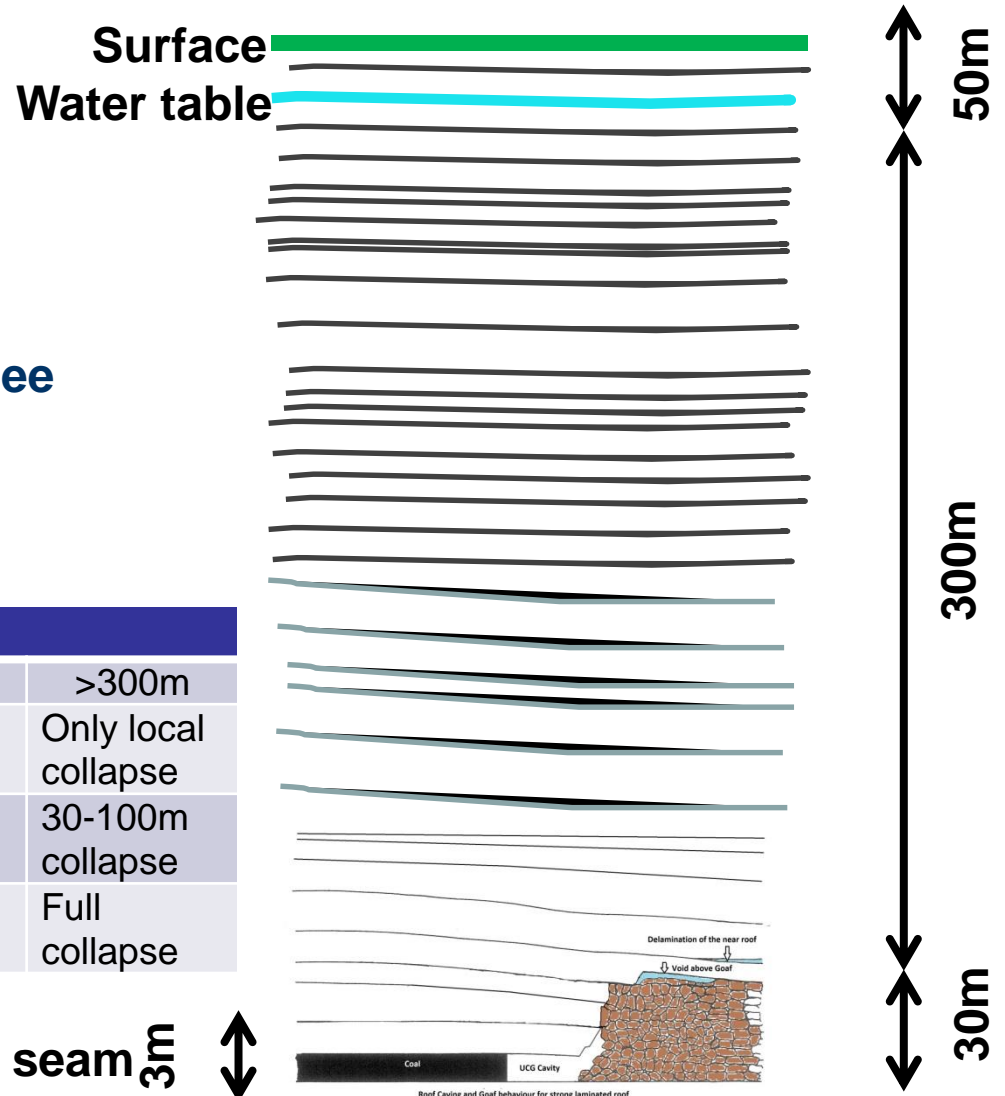 Surface
50m
Water table
ee
300m
>300m
Only local
collapse
30-100m
collapse
Full
collapse
Delamination of the near roof
Void above Goaf
30m
seam
3m
Coal
UCG Cavity
Roof Caving and Goaf behaviour for strong laminated roof